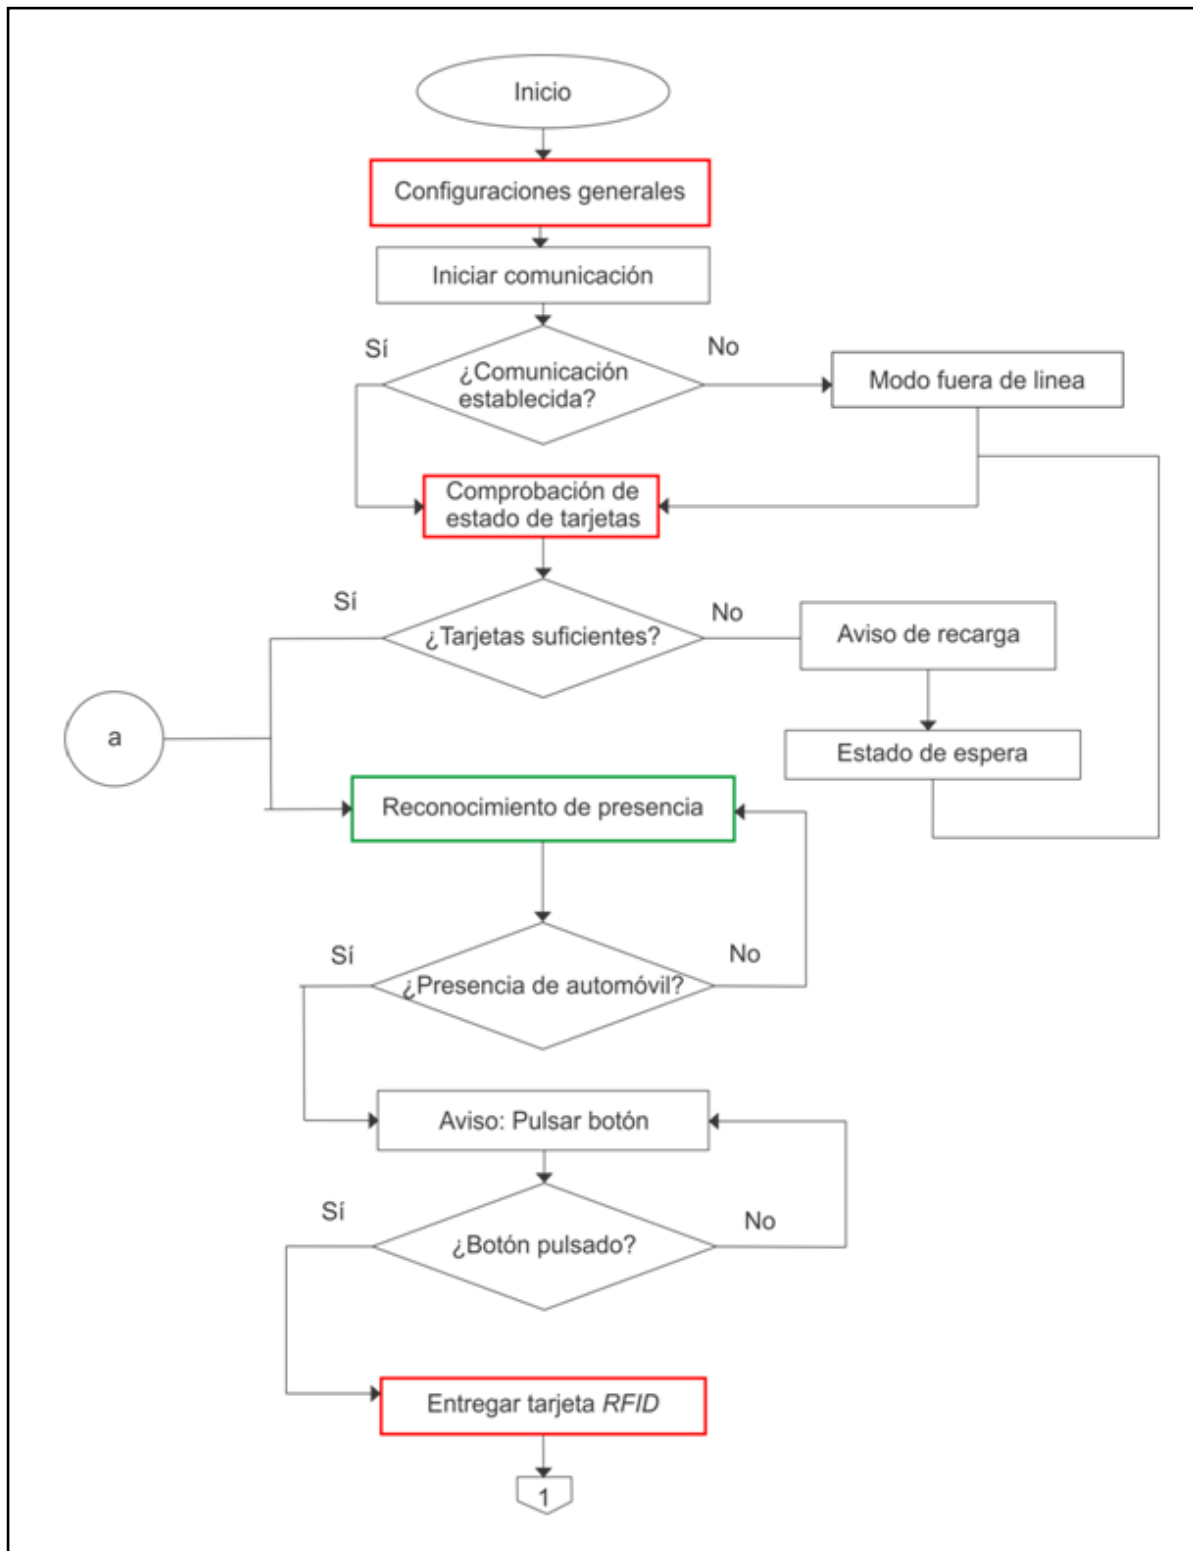 Inicio
Configuraciones generales
Iniciar comunicación
Sí
No
¿Comunicación
establecida?
Modo fuera de linea
Comprobación de
estado de tarjetas
Sí
No
¿Tarjetas suficientes?
Aviso de recarga
a
Estado de espera
Reconocimiento de presencia
Sí
No
¿Presencia de automóvil?
Aviso: Pulsar botón
Sí
No
¿Botón pulsado?
Entregar tarjeta RFID
1